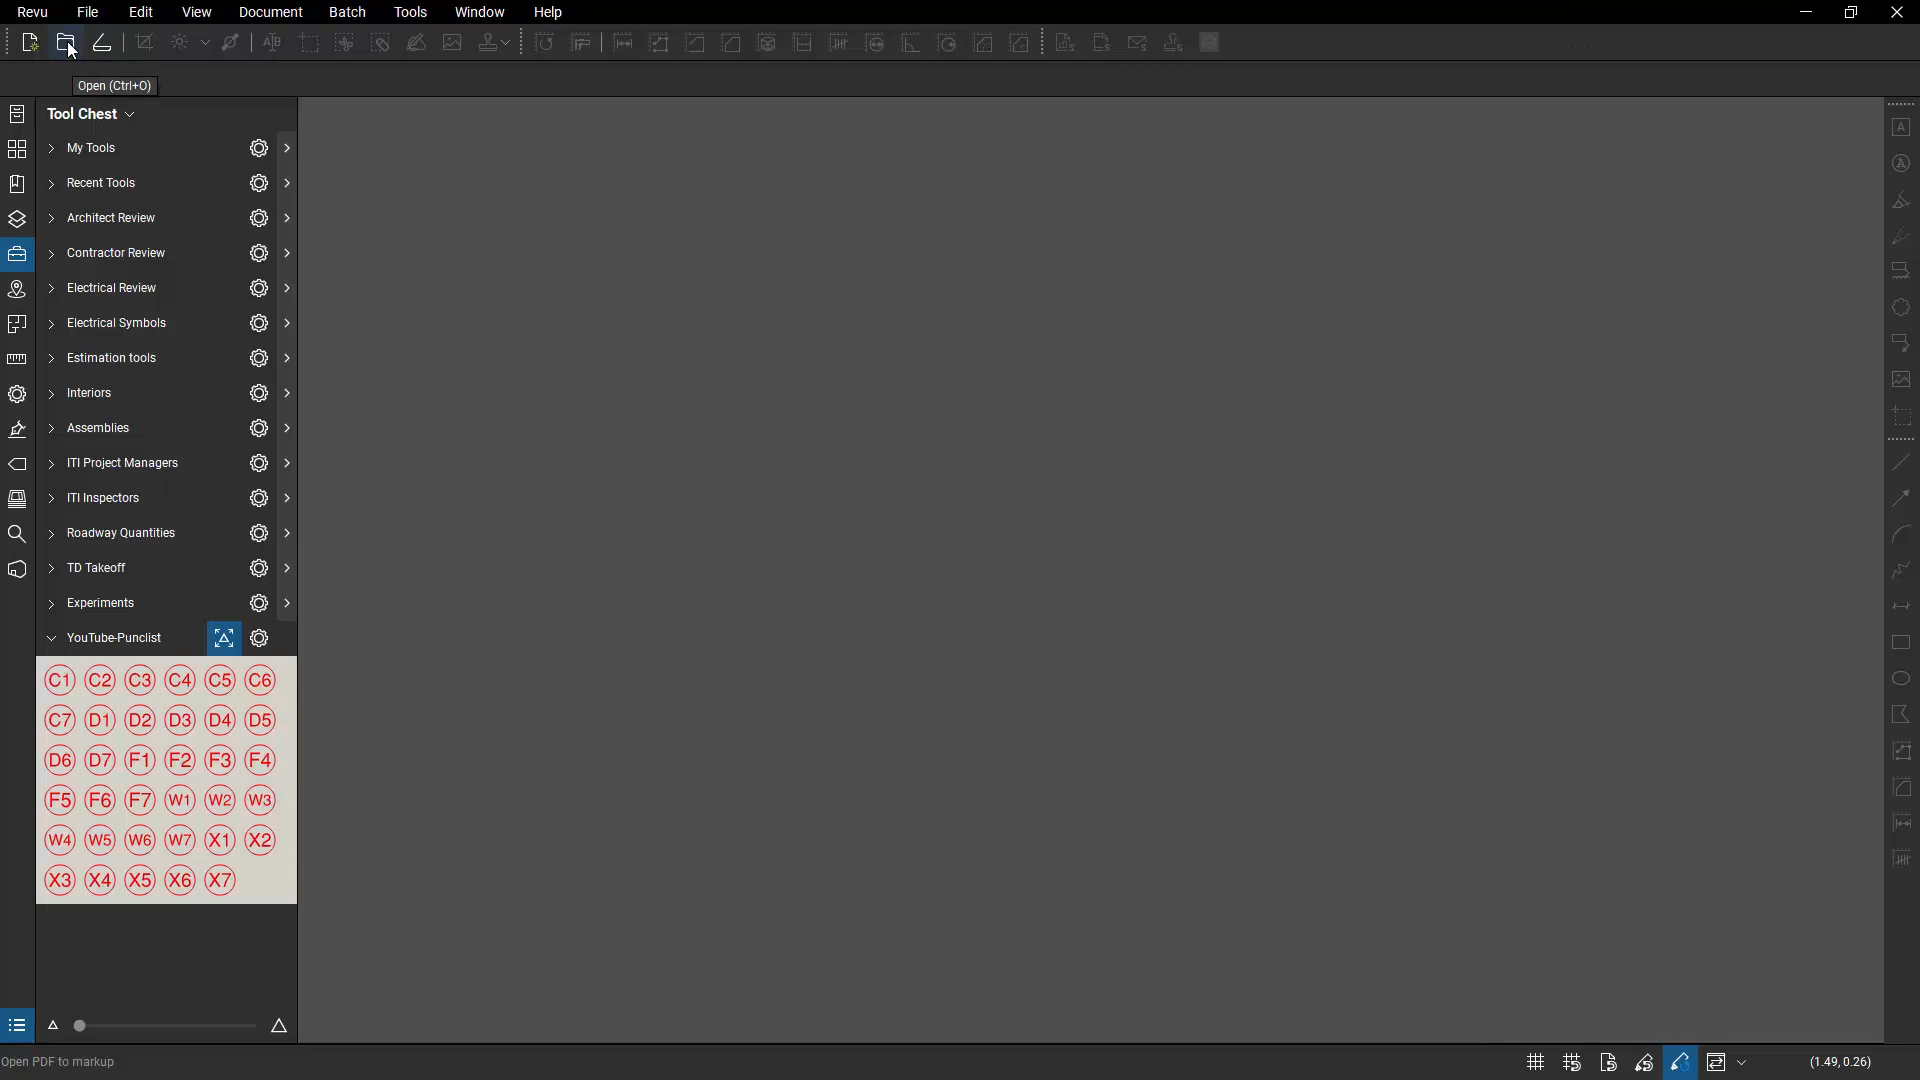 Revu File Edit View Document Batch Tools Window Help
Open (Ctrl+O)
Tool Chest
My Tools
Recent Tools
Architect Review
Contractor Review
Electrical Review
Electrical Symbols
Estimation tools
Interiors
Assemblies
ITI Project Managers
ITI Inspectors
Roadway Quantities
TD Takeoff
Experiments
YouTube-Punclist
C1 C2 C3 C4 C5 C6
C7 D1 D2 D3 D4 D5
D6 D7 F1 F2 F3 F4
F5 F6 F7 W1 W2 W3
W4 W5 W6 W7 X1 X2
X3 X4 X5 X6 X7
Open PDF to markup
(1.49, 0.26)